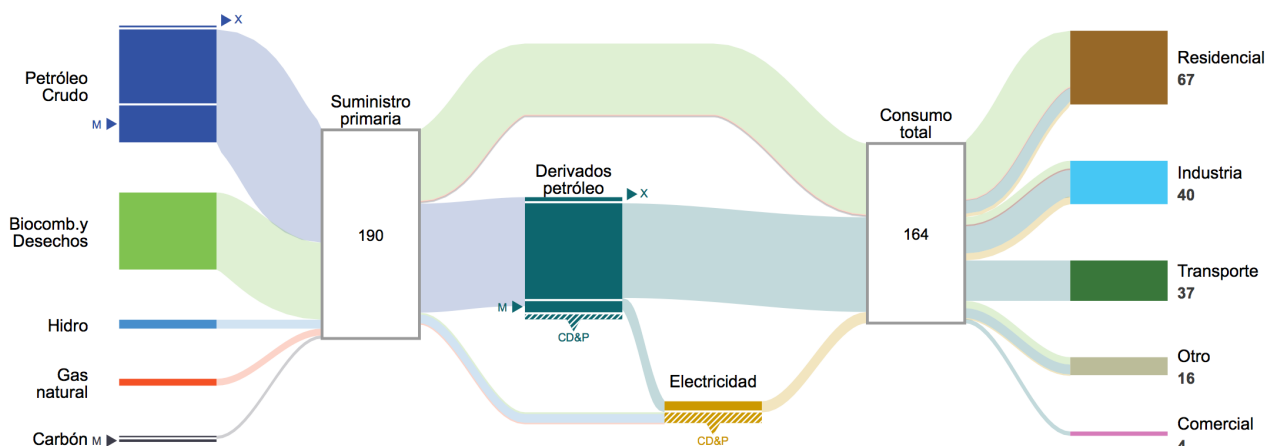 X
Petróleo
Crudo
M
Biocomb.y
Desechos
Hidro
Gas
natural
Carbón M
Suministro
primaria
190
Derivados
petróleo
X
M
CD&P
Electricidad
CD&P
Consumo
total
164
Residencial
67
Industria
40
Transporte
37
Otro
16
Comercial